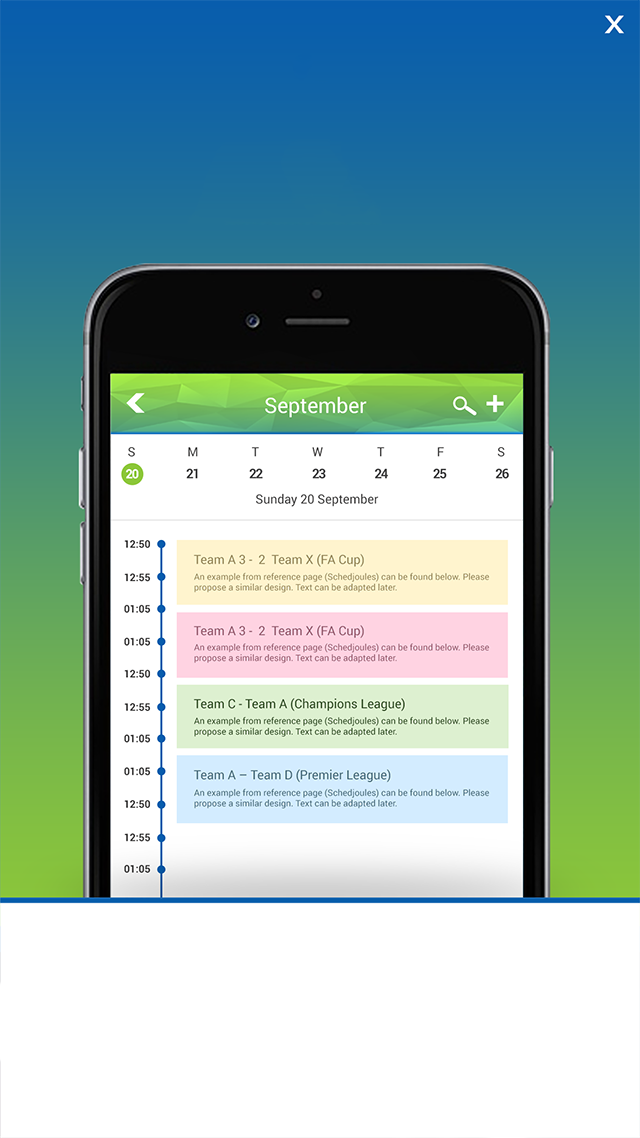 X
September
S M T W T F S
20 21 22 23 24 25 26
Sunday 20 September
12:50
Team A 3 - 2 Team X (FA Cup)
12:55
An example from reference page (Schedjoules) can be found below. Please
propose a similar design. Text can be adapted later.
01:05
Team A 3 - 2 Team X (FA Cup)
01:05
An example from reference page (Schedjoules) can be found below. Please
propose a similar design. Text can be adapted later.
12:50
Team C - Team A (Champions League)
12:55
An example from reference page (Schedjoules) can be found below. Please
propose a similar design. Text can be adapted later.
01:05
01:05
Team A – Team D (Premier League)
An example from reference page (Schedjoules) can be found below. Please
propose a similar design. Text can be adapted later.
12:50
12:55
01:05